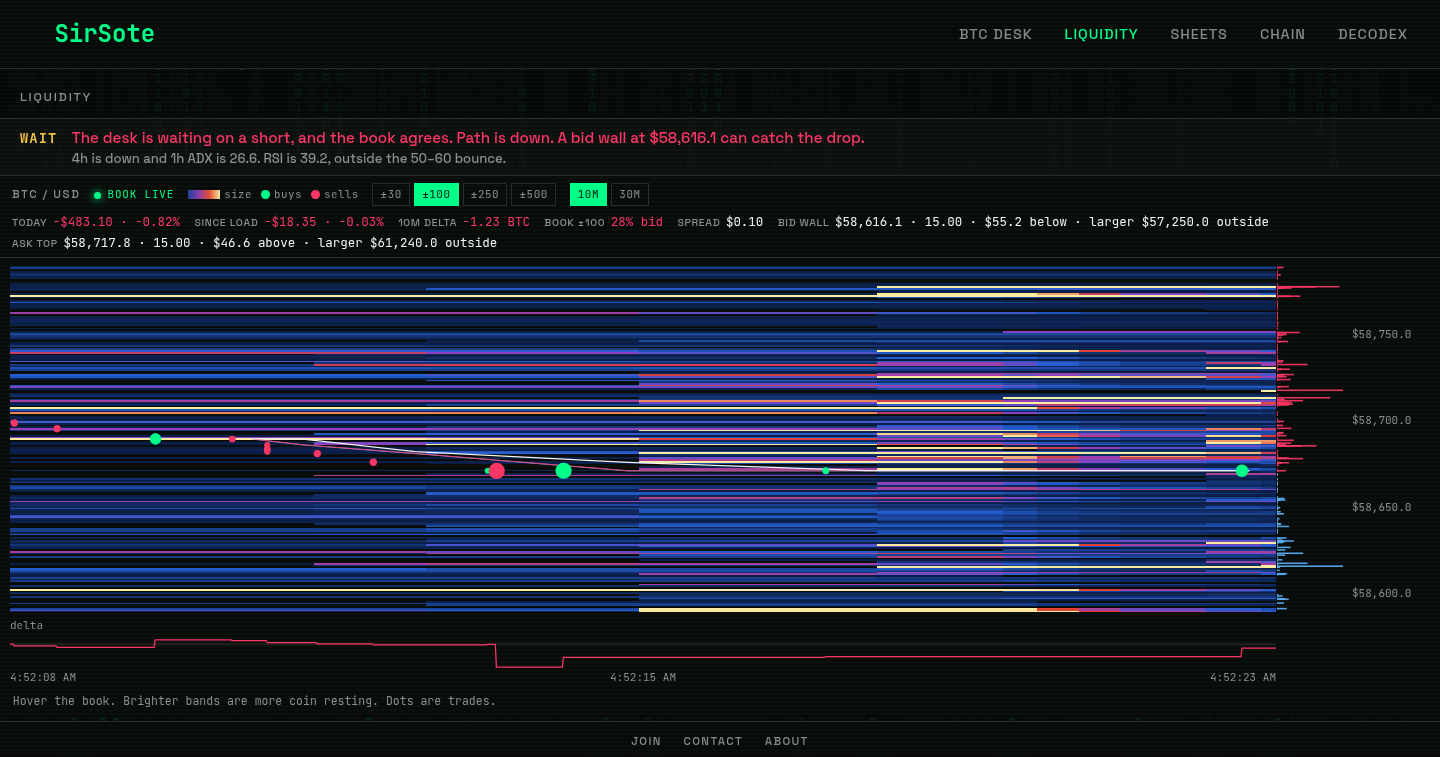 SirSote
BTC DESK LIQUIDITY SHEETS CHAIN DECODEX
LIQUIDITY
WAIT The desk is waiting on a short, and the book agrees. Path is down. A bid wall at $58,616.1 can catch the drop.
4h is down and 1h ADX is 26.6. RSI is 39.2, outside the 50–60 bounce.
BTC / USD BOOK LIVE size buys sells ±30 ±100 ±250 ±500 10M 30M
TODAY -$483.10 · -0.82% SINCE LOAD -$18.35 · -0.03% 10M DELTA -1.23 BTC BOOK ±100 28% bid SPREAD $0.10 BID WALL $58,616.1 · 15.00 · $55.2 below · larger $57,250.0 outside
ASK TOP $58,717.8 · 15.00 · $46.6 above · larger $61,240.0 outside
$58,750.0
$58,700.0
$58,650.0
$58,600.0
delta
4:52:08 AM 4:52:15 AM 4:52:23 AM
Hover the book. Brighter bands are more coin resting. Dots are trades.
JOIN CONTACT ABOUT